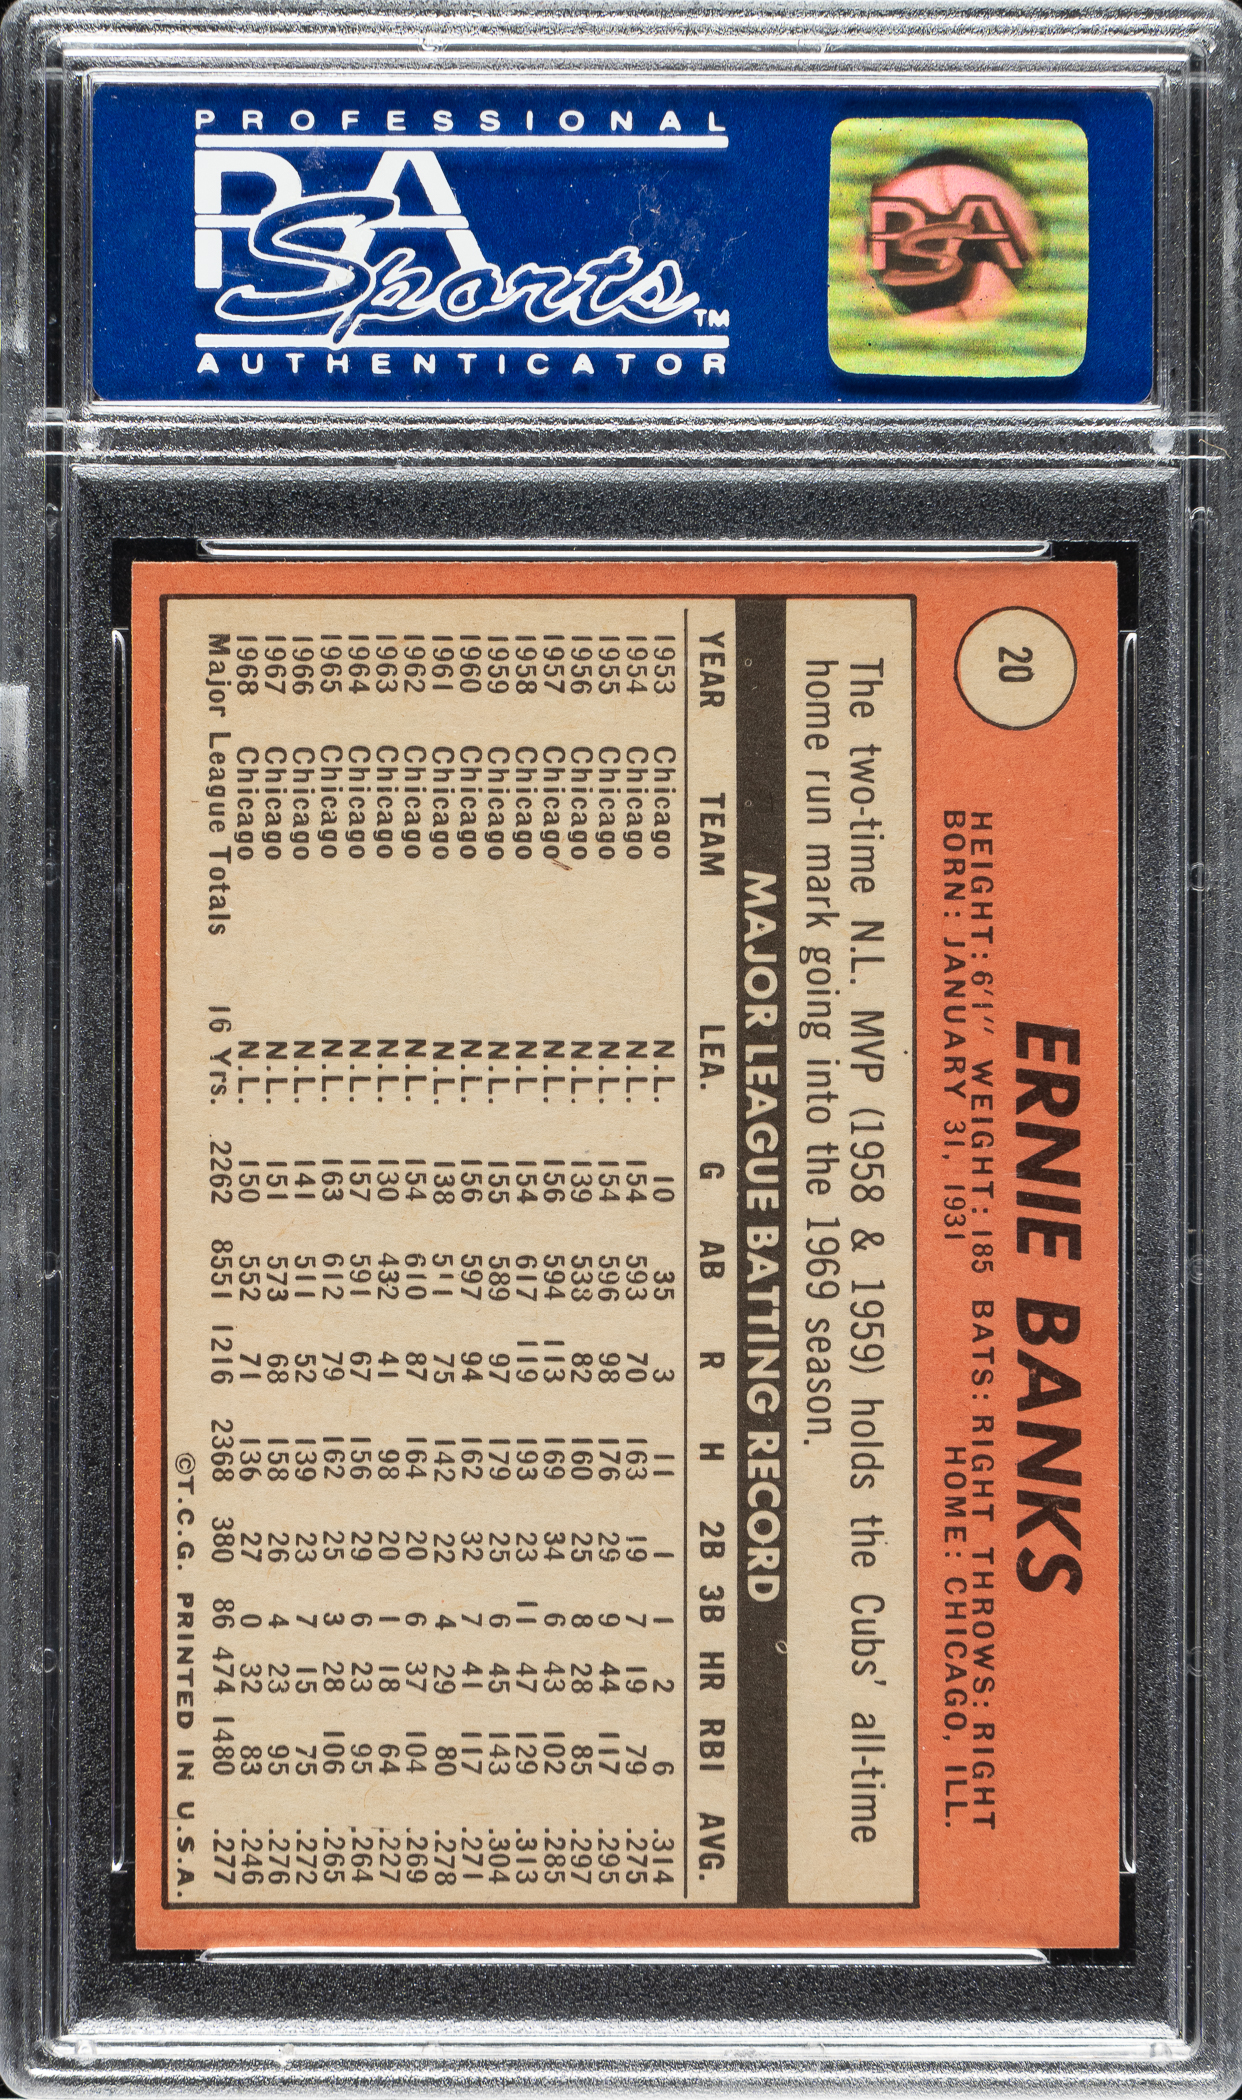 PROFESSIONAL
PSA
Sports™
AUTHENTICATOR
PSA
20
ERNIE BANKS
HEIGHT: 6'1" WEIGHT: 185 BATS: RIGHT THROWS: RIGHT
BORN: JANUARY 31, 1931 HOME: CHICAGO, ILL.
The two-time N.L. MVP (1958 & 1959) holds the Cubs' all-time
home run mark going into the 1969 season.
MAJOR LEAGUE BATTING RECORD
YEAR TEAM LEA. G AB R H 2B 3B HR RBI AVG.
1953 Chicago N.L. 10 35 3 11 1 1 2 6 .314
1954 Chicago N.L. 154 593 70 163 19 7 19 79 .275
1955 Chicago N.L. 154 596 98 176 29 9 44 117 .295
1956 Chicago N.L. 139 538 82 160 25 8 28 85 .297
1957 Chicago N.L. 156 594 113 169 34 6 43 102 .285
1958 Chicago N.L 154 617 119 193 23 11 47 129 .313
1959 Chicago N.L. 155 589 97 179 25 6 45 143 .304
1960 Chicago N.L. 156 597 94 162 32 7 41 117 .271
1961 Chicago N.L. 138 511 75 142 22 4 29 80 .278
1962 Chicago N.L. 154 610 87 164 20 6 37 104 .269
1963 Chicago N.L. 130 432 41 98 20 1 18 64 .227
1964 Chicago N.L. 157 591 67 156 29 6 23 95 .264
1965 Chicago N.L. 163 612 79 162 25 3 28 106 .265
1966 Chicago N.L. 141 511 52 139 23 7 15 75 .272
1967 Chicago N.L. 151 573 68 158 26 4 23 95 .276
1968 Chicago N.L. 150 552 71 136 27 0 32 83 .246
Major League Totals 16 Yrs. 2262 8551 1216 2368 380 86 474 1480 .277
©T.C.G. PRINTED IN U.S.A.